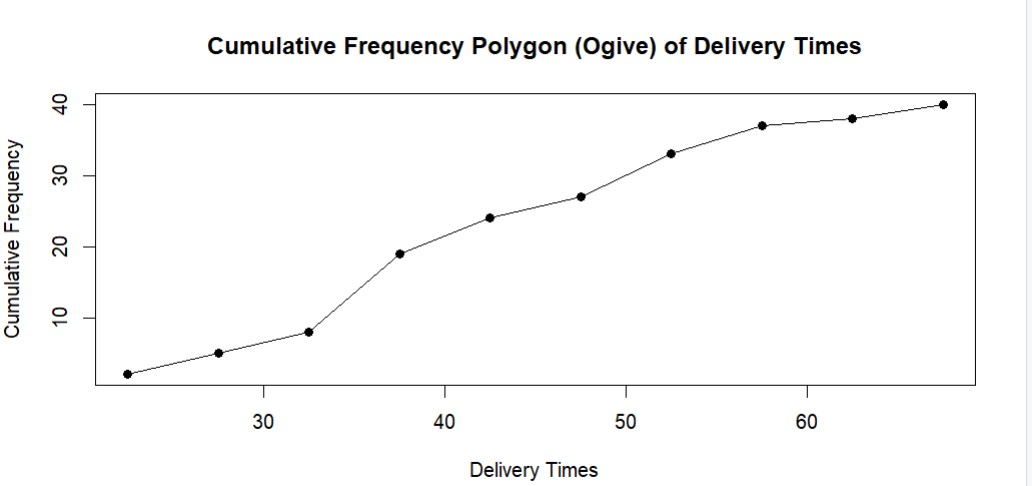 Cumulative Frequency Polygon (Ogive) of Delivery Times
Cumulative Frequency
40
30
20
10
30 40 50 60
Delivery Times